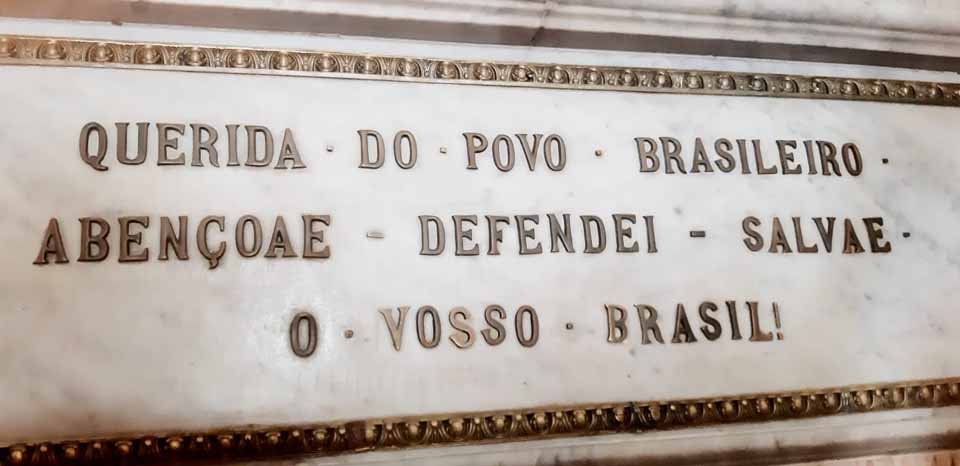 QUERIDA · DO · POVO · BRASILEIRO ·
ABENÇOAE - DEFENDEI - SALVAE -
O · VOSSO · BRASIL!